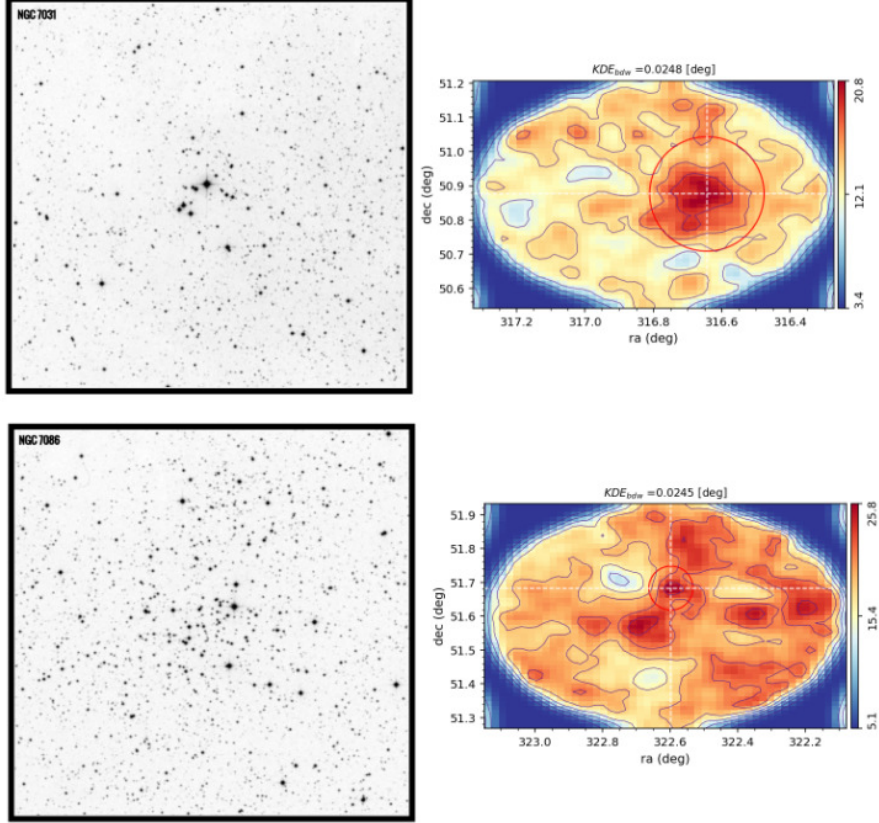 NGC 7031
KDE_bdw =0.0248 [deg]
20.8
12.1
3.4
51.2
51.1
51.0
50.9
50.8
50.7
50.6
dec (deg)
317.2 317.0 316.8 316.6 316.4
ra (deg)
NGC 7086
KDE_bdw =0.0245 [deg]
25.8
15.4
5.1
51.9
51.8
51.7
51.6
51.5
51.4
51.3
dec (deg)
323.0 322.8 322.6 322.4 322.2
ra (deg)